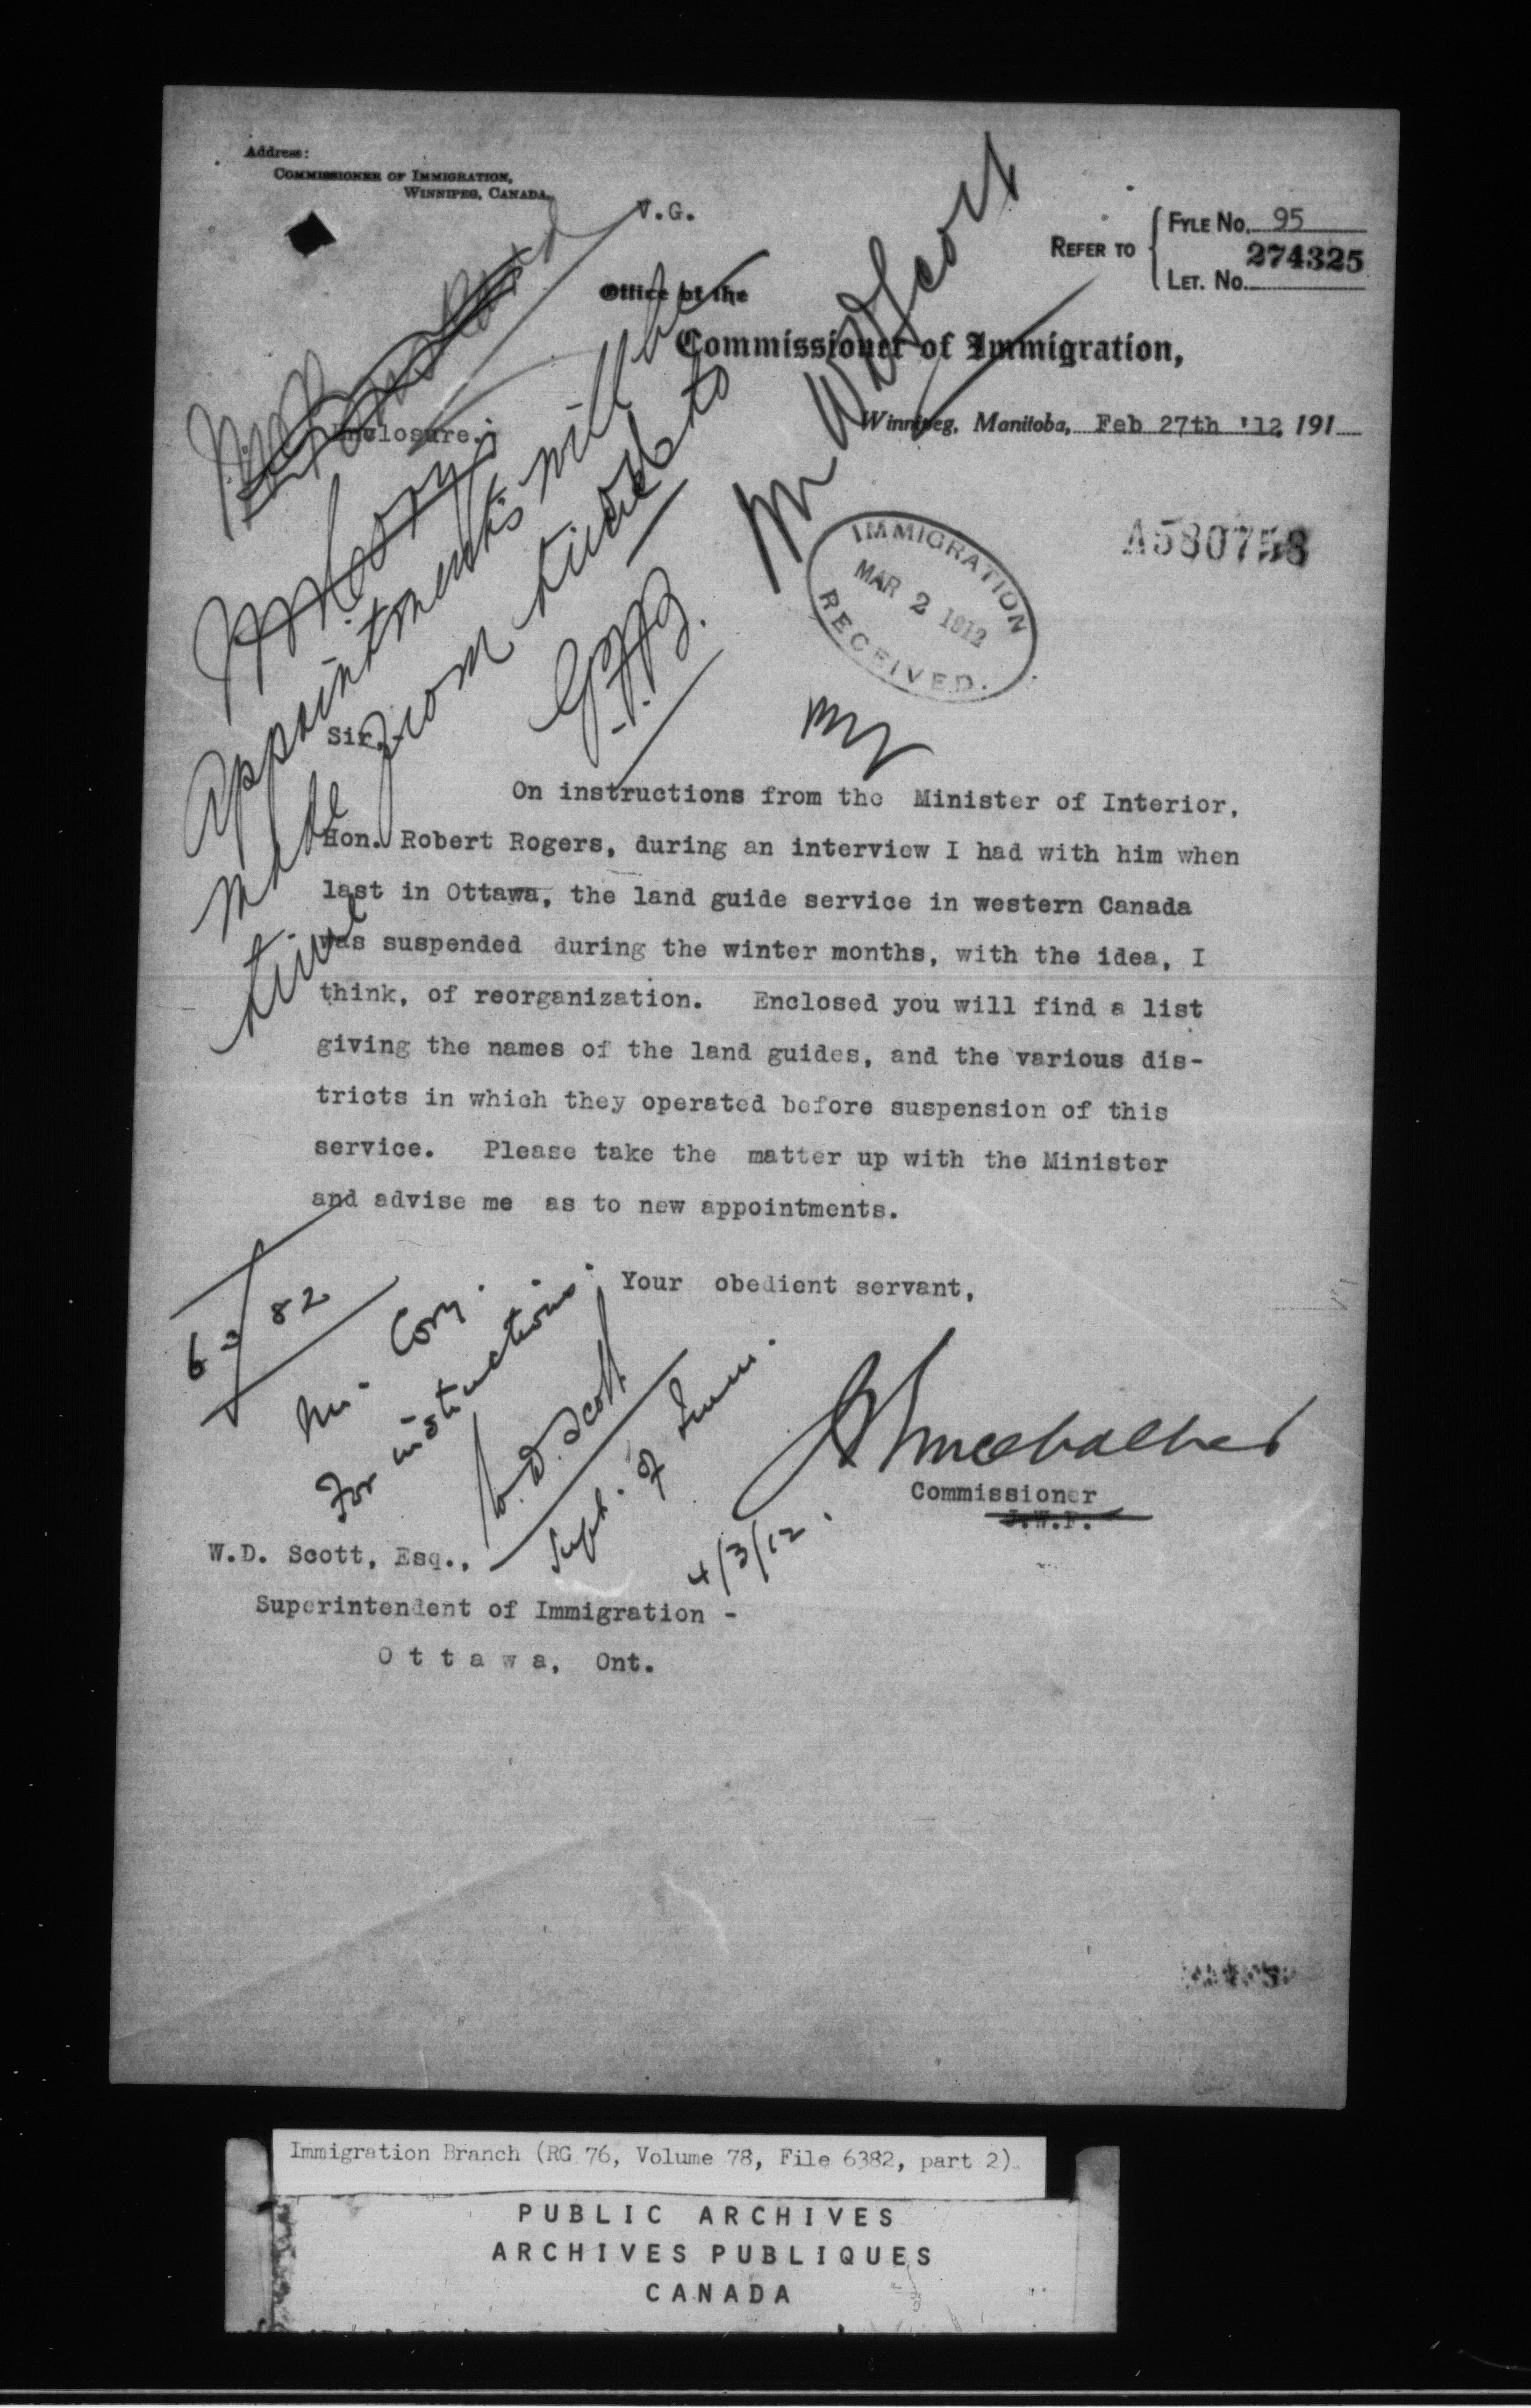 Address:
COMMISSIONER OF IMMIGRATION,
WINNIPEG, CANADA.
V.G.
REFER TO
FYLE NO. 95
274325
LET. NO.
Office of the
Commissioner of Immigration,
Winnipeg, Manitoba, Feb 27th '12 191
Enclosure.
Mr W D Scott
A580758
IMMIGRATION
MAR 2 1912
RECEIVED.
Mr Cory
Appointments will be
made from time to
time
Sir,
On instructions from the Minister of Interior,
Hon. Robert Rogers, during an interview I had with him when
last in Ottawa, the land guide service in western Canada
was suspended during the winter months, with the idea, I
think, of reorganization. Enclosed you will find a list
giving the names of the land guides, and the various dis-
tricts in which they operated before suspension of this
service. Please take the matter up with the Minister
and advise me as to new appointments.
Your obedient servant,
6382
Mr. Cory.
For instructions.
W.D. Scott
Supt. of Imm.
4/3/12.
Commissioner
J.W.P.
W.D. Scott, Esq.,
Superintendent of Immigration -
Ottawa, Ont.
Immigration Branch (RG 76, Volume 78, File 6382, part 2).
PUBLIC ARCHIVES
ARCHIVES PUBLIQUES
CANADA